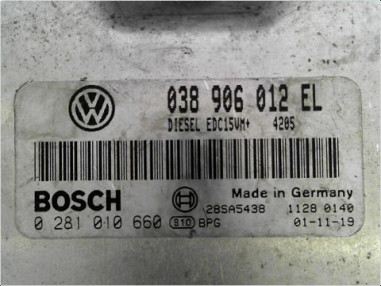 038 906 012 EL
DIESEL EDC15VM+ 4205
BOSCH
Made in Germany
28SA5438 1128 0140
0 281 010 660 S10 BPG 01-11-19